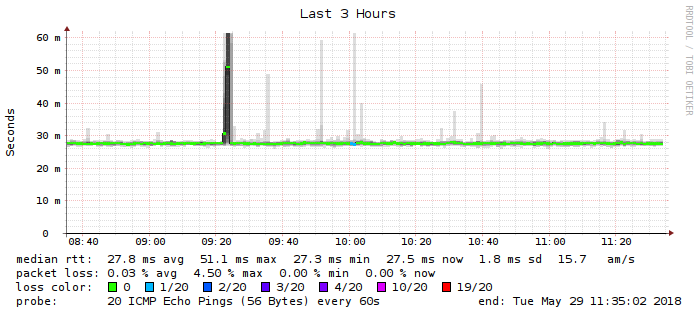 Last 3 Hours
RRDTOOL / TOBI OETIKER
Seconds
60 m
50 m
40 m
30 m
20 m
10 m
0
08:40 09:00 09:20 09:40 10:00 10:20 10:40 11:00 11:20
median rtt: 27.8 ms avg 51.1 ms max 27.3 ms min 27.5 ms now 1.8 ms sd 15.7 am/s
packet loss: 0.03 % avg 4.50 % max 0.00 % min 0.00 % now
loss color: 0 1/20 2/20 3/20 4/20 10/20 19/20
probe: 20 ICMP Echo Pings (56 Bytes) every 60s end: Tue May 29 11:35:02 2018